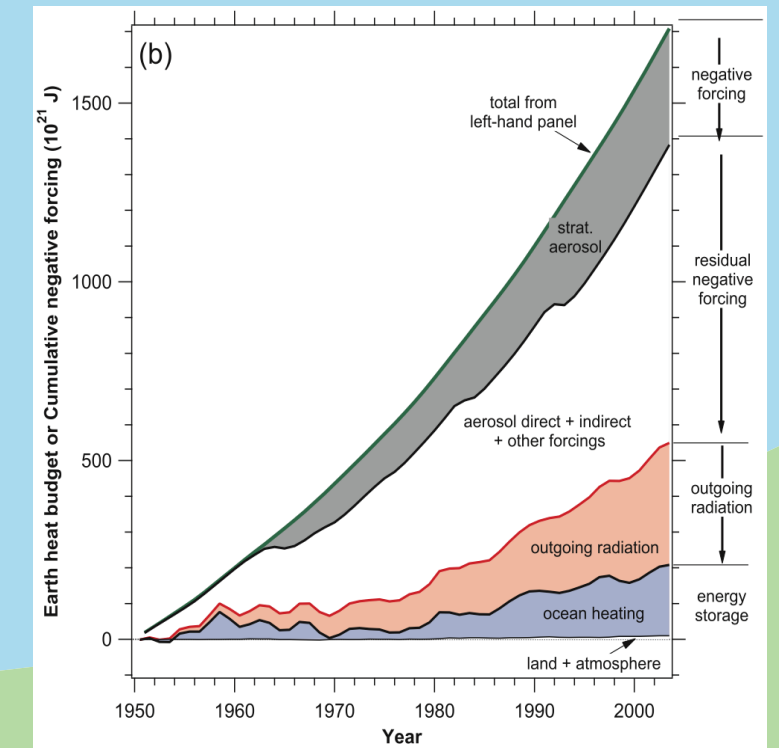 (b)
Earth heat budget or Cumulative negative forcing (10²¹ J)
1500
1000
500
0
total from
left-hand panel
strat.
aerosol
aerosol direct + indirect
+ other forcings
outgoing radiation
ocean heating
land + atmosphere
negative
forcing
residual
negative
forcing
outgoing
radiation
energy
storage
1950
1960
1970
1980
1990
2000
Year